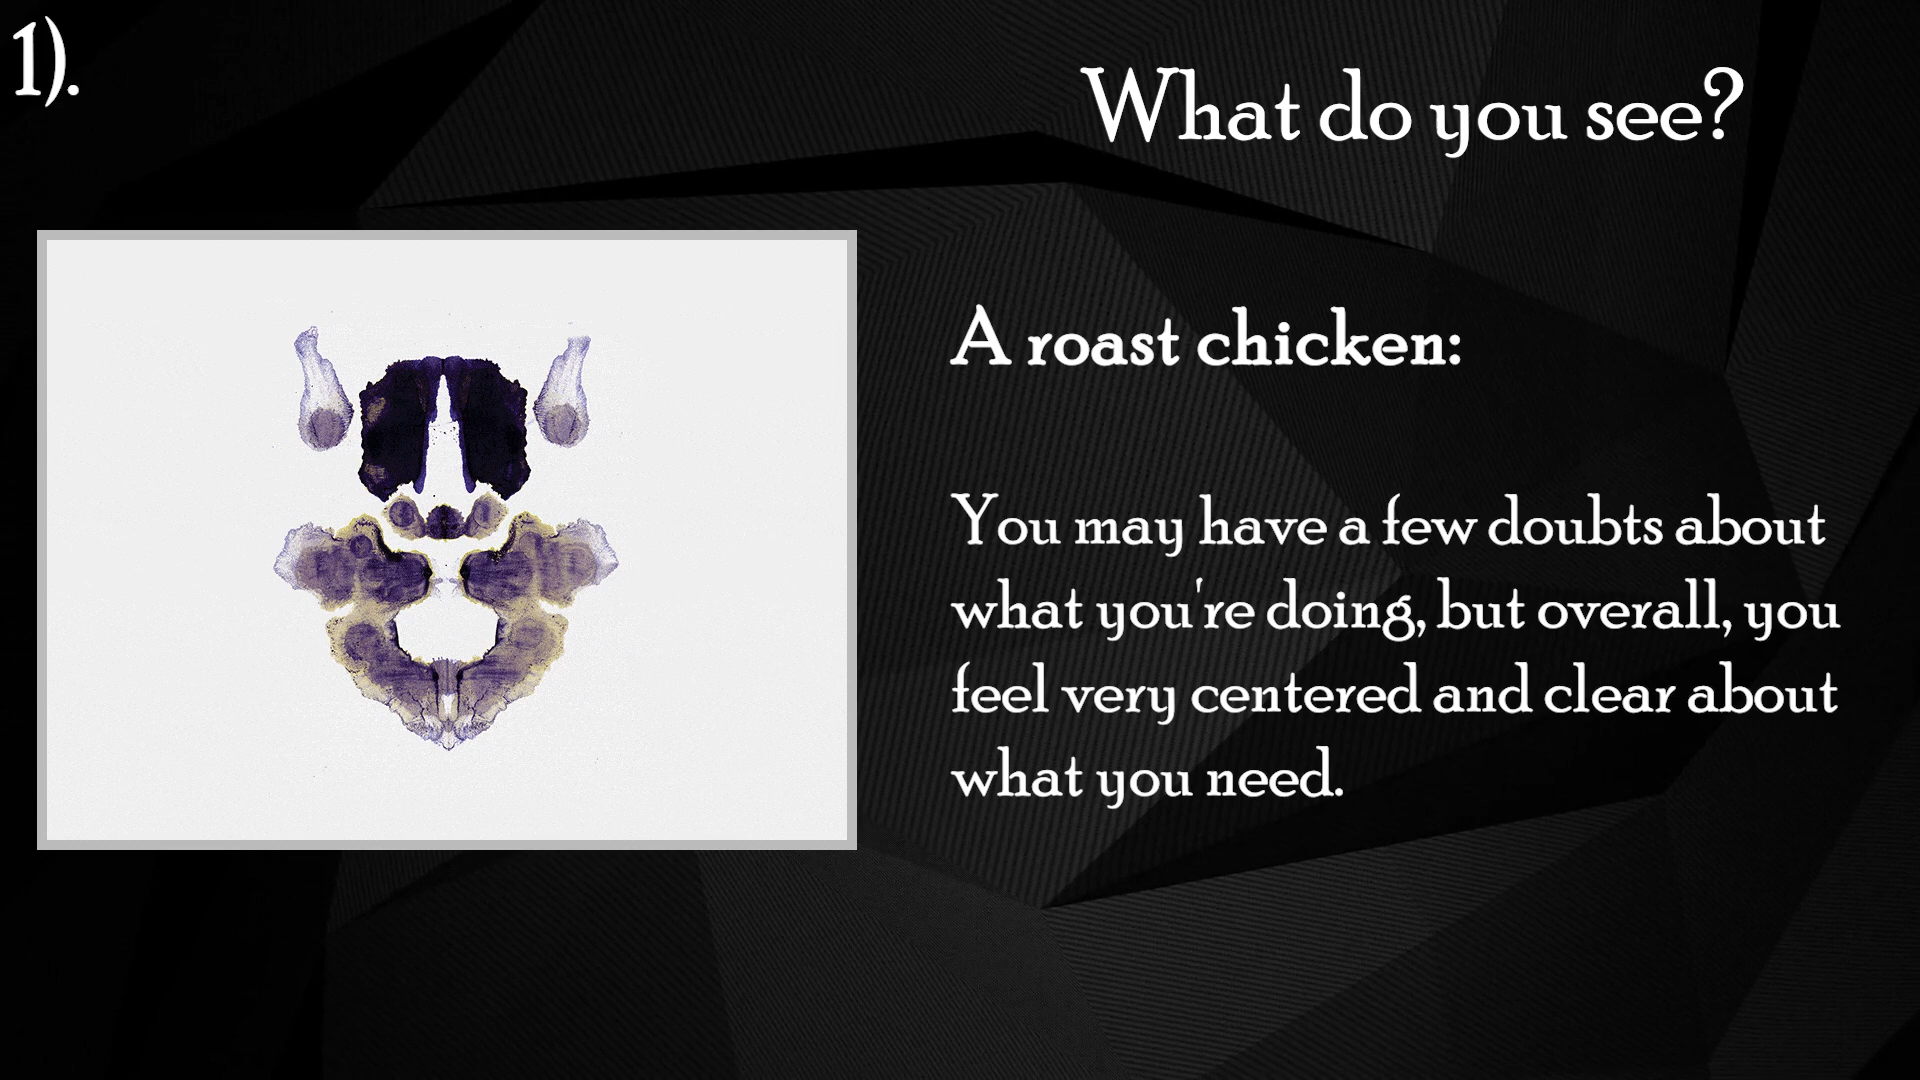 1).
What do you see?
A roast chicken:
You may have a few doubts about
what you're doing, but overall, you
feel very centered and clear about
what you need.